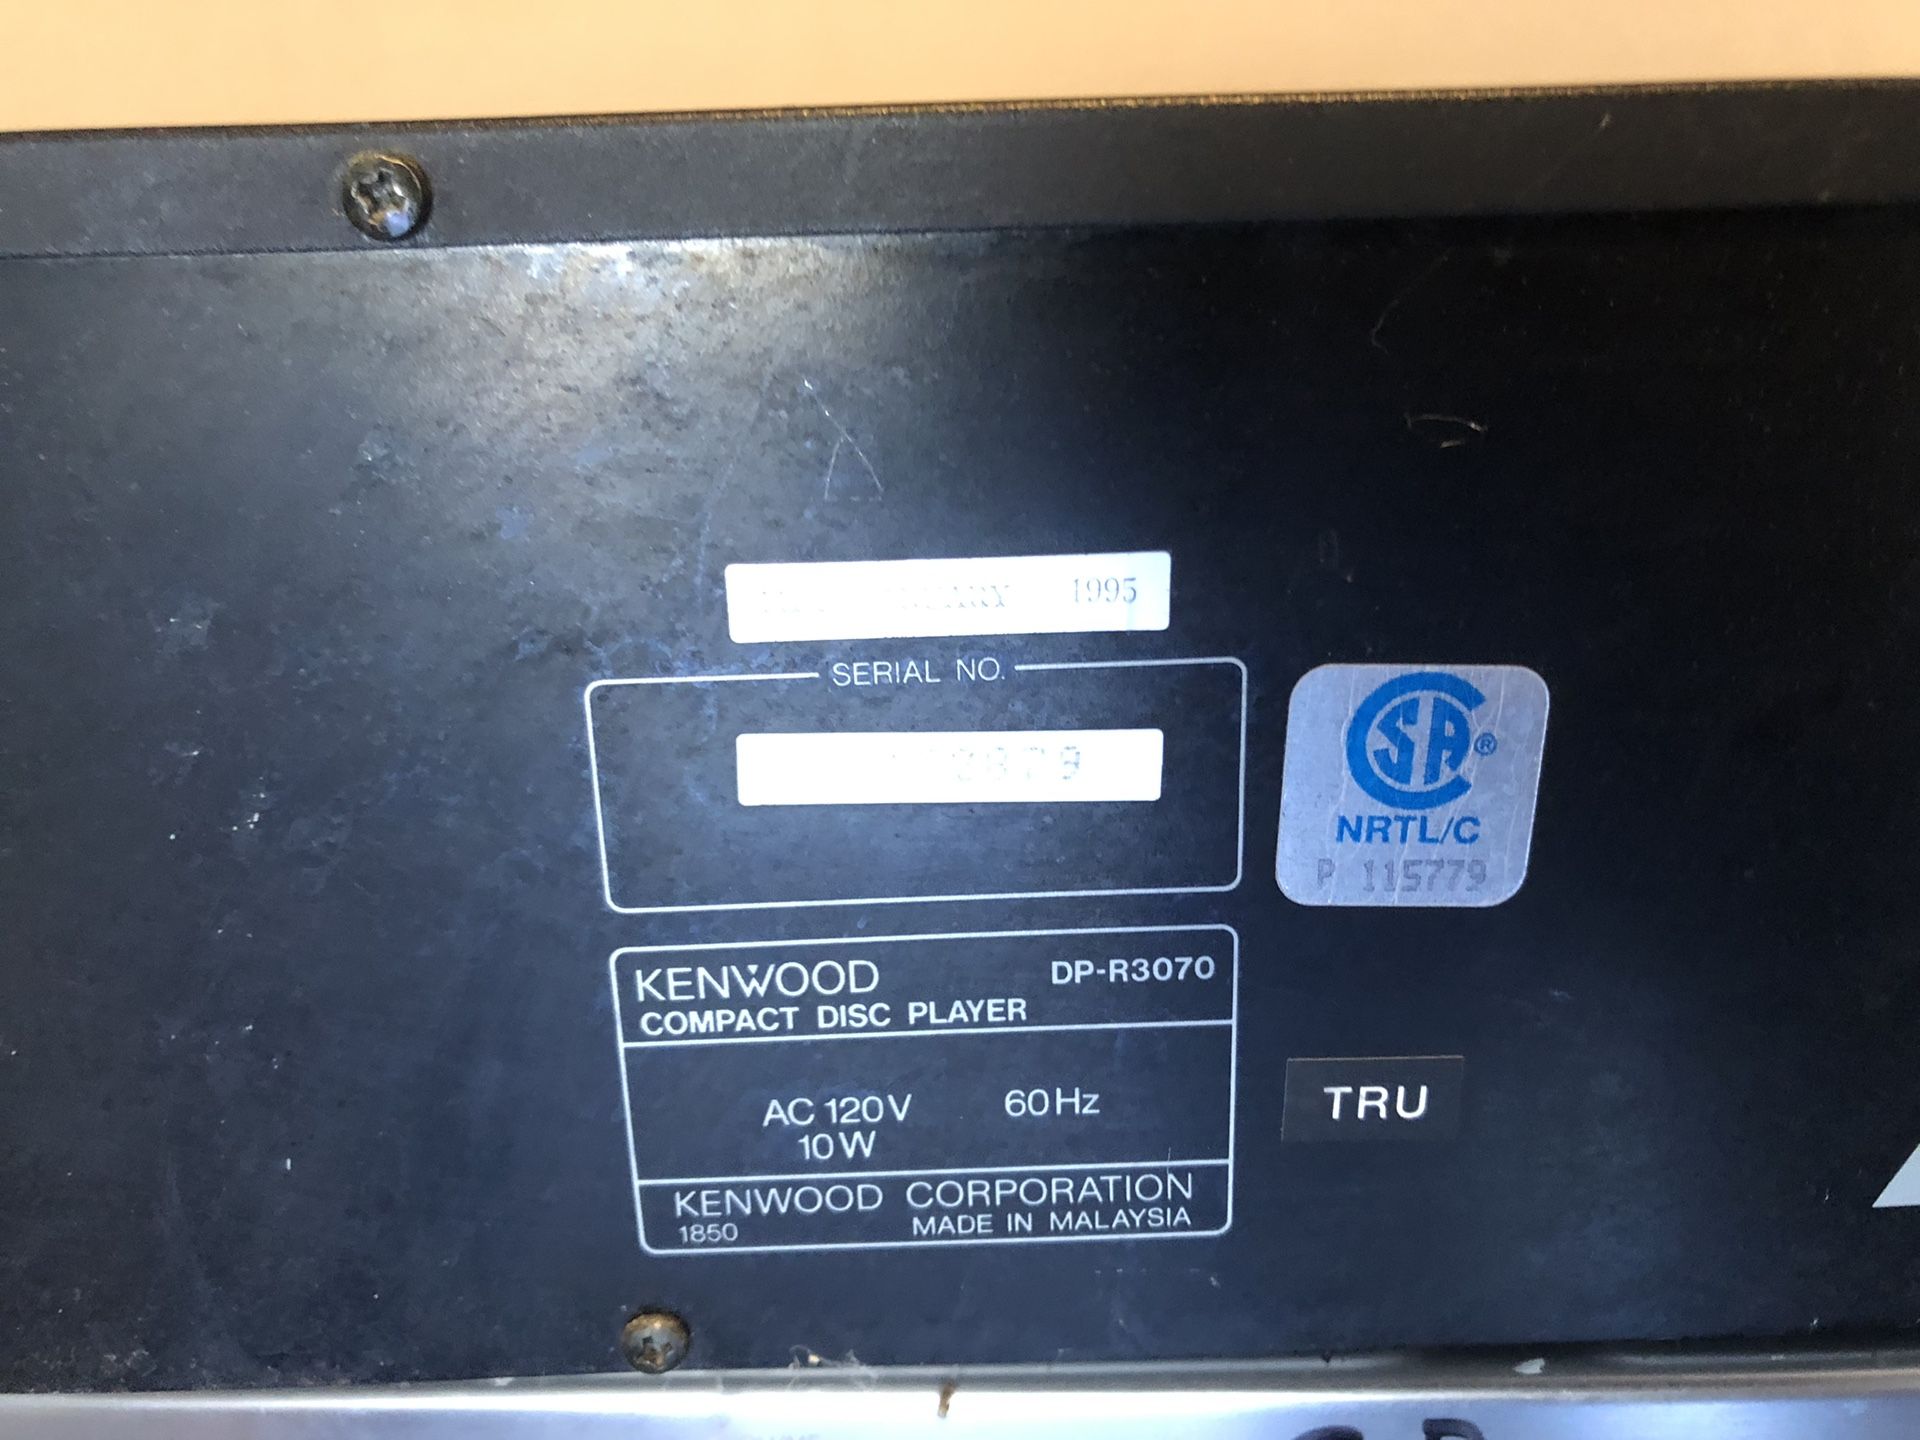 1995
SERIAL NO.
CSA®
NRTL/C
P 115779
KENWOOD DP-R3070
COMPACT DISC PLAYER
AC 120V 60Hz
10W
KENWOOD CORPORATION
1850 MADE IN MALAYSIA
TRU